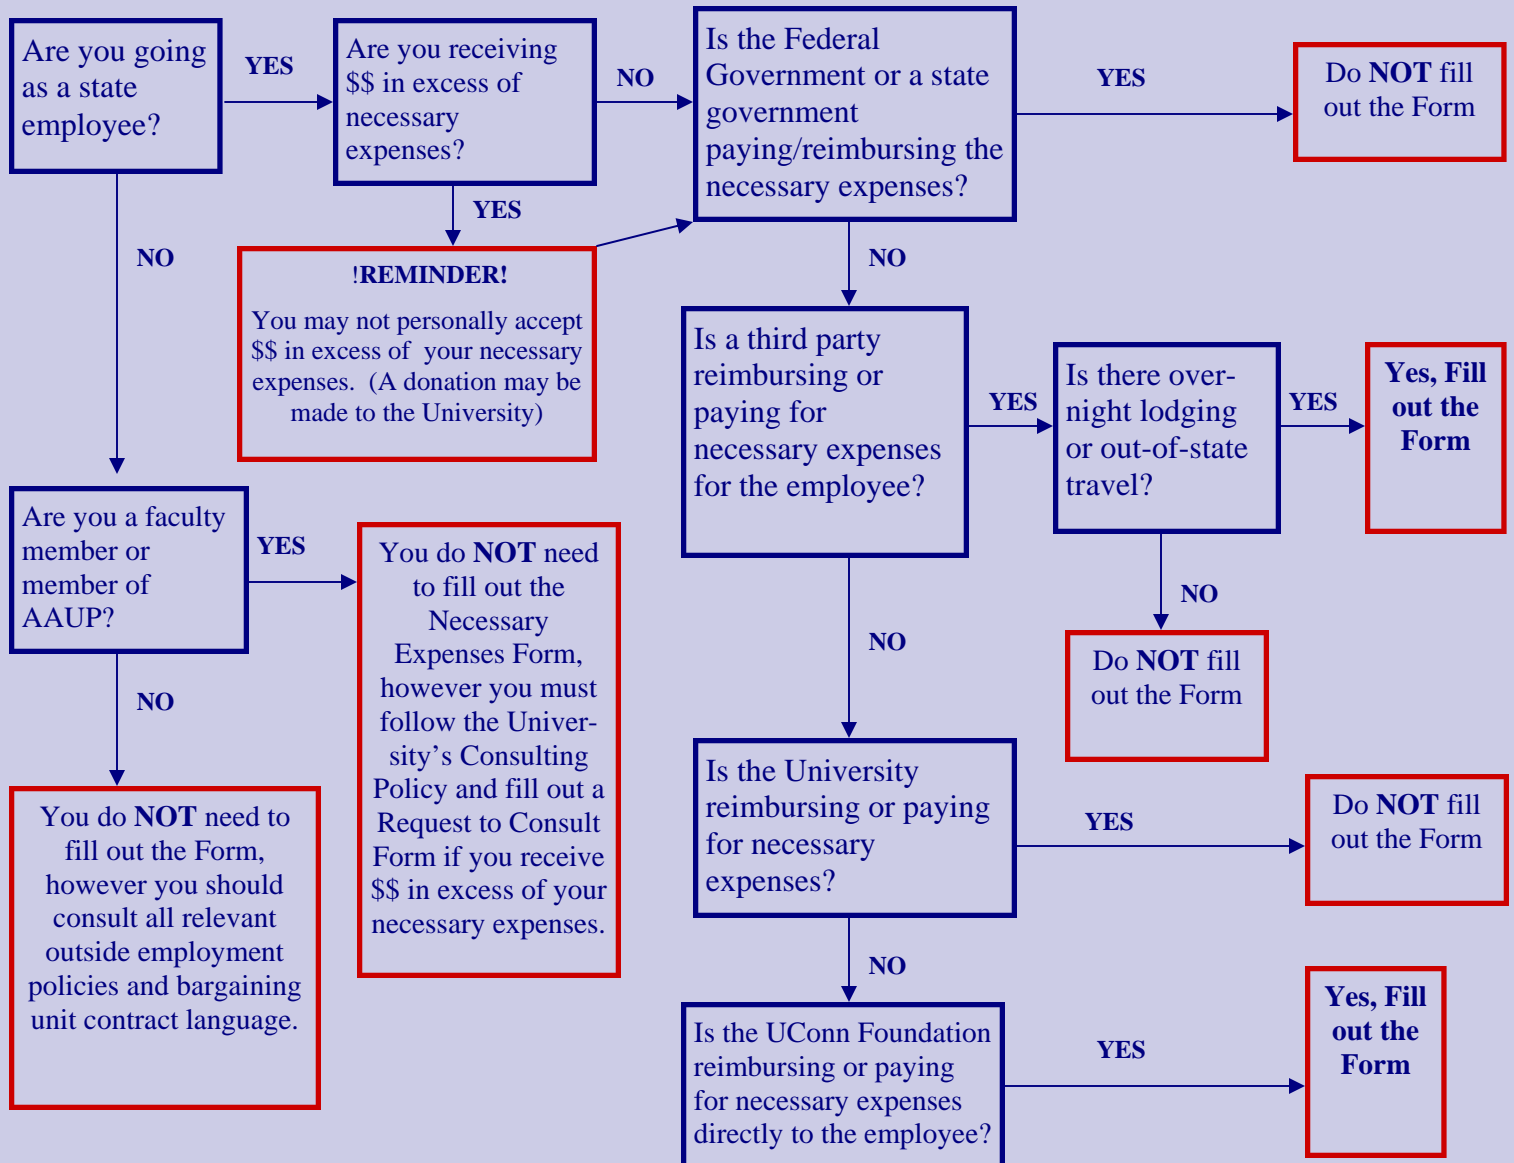 Are you going
as a state
employee?
YES
Are you receiving
$$ in excess of
necessary
expenses?
NO
Is the Federal
Government or a state
government
paying/reimbursing the
necessary expenses?
YES
Do NOT fill
out the Form
YES
NO
!REMINDER!
You may not personally accept
$$ in excess of your necessary
expenses. (A donation may be
made to the University)
NO
Is a third party
reimbursing or
paying for
necessary expenses
for the employee?
YES
Is there over-
night lodging
or out-of-state
travel?
YES
Yes, Fill
out the
Form
NO
Do NOT fill
out the Form
Are you a faculty
member or
member of
AAUP?
YES
You do NOT need
to fill out the
Necessary
Expenses Form,
however you must
follow the Univer-
sity’s Consulting
Policy and fill out a
Request to Consult
Form if you receive
$$ in excess of your
necessary expenses.
NO
You do NOT need to
fill out the Form,
however you should
consult all relevant
outside employment
policies and bargaining
unit contract language.
NO
Is the University
reimbursing or paying
for necessary
expenses?
YES
Do NOT fill
out the Form
NO
Is the UConn Foundation
reimbursing or paying
for necessary expenses
directly to the employee?
YES
Yes, Fill
out the
Form